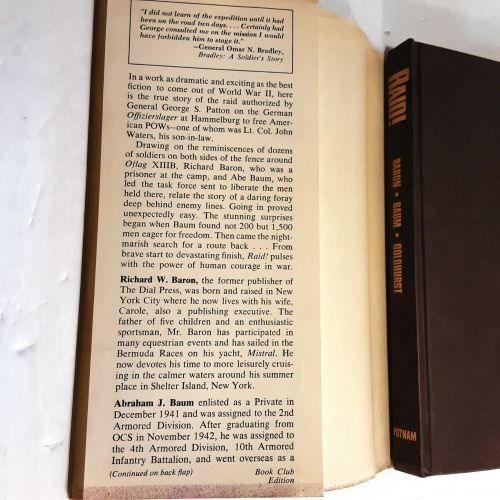 "I did not learn of the expedition until it had
been on the road two days. . . . Certainly had
George consulted me on the mission I would
have forbidden him to stage it."
—General Omar N. Bradley,
Bradley: A Soldier's Story
In a work as dramatic and exciting as the best
fiction to come out of World War II, here
is the true story of the raid authorized by
General George S. Patton on the German
Offizierslager at Hammelburg to free Amer-
ican POWs—one of whom was Lt. Col. John
Waters, his son-in-law.
Drawing on the reminiscences of dozens
of soldiers on both sides of the fence around
Oflag XIIIB, Richard Baron, who was a
prisoner at the camp, and Abe Baum, who
led the task force sent to liberate the men
held there, relate the story of a daring foray
deep behind enemy lines. Going in proved
unexpectedly easy. The stunning surprises
began when Baum found not 200 but 1,500
men eager for freedom. Then came the night-
marish search for a route back . . . From
brave start to devastating finish, Raid! pulses
with the power of human courage in war.
Richard W. Baron, the former publisher of
The Dial Press, was born and raised in New
York City where he now lives with his wife,
Carole, also a publishing executive. The
father of five children and an enthusiastic
sportsman, Mr. Baron has participated in
many equestrian events and has sailed in the
Bermuda Races on his yacht, Mistral. He
now devotes his time to more leisurely cruis-
ing in the calmer waters around his summer
place in Shelter Island, New York.
Abraham J. Baum enlisted as a Private in
December 1941 and was assigned to the 2nd
Armored Division. After graduating from
OCS in November 1942, he was assigned to
the 4th Armored Division, 10th Armored
Infantry Battalion, and went overseas as a
(Continued on back flap)
Book Club
Edition
RAID!
BARON • BAUM • GOLDHURST
PUTNAM